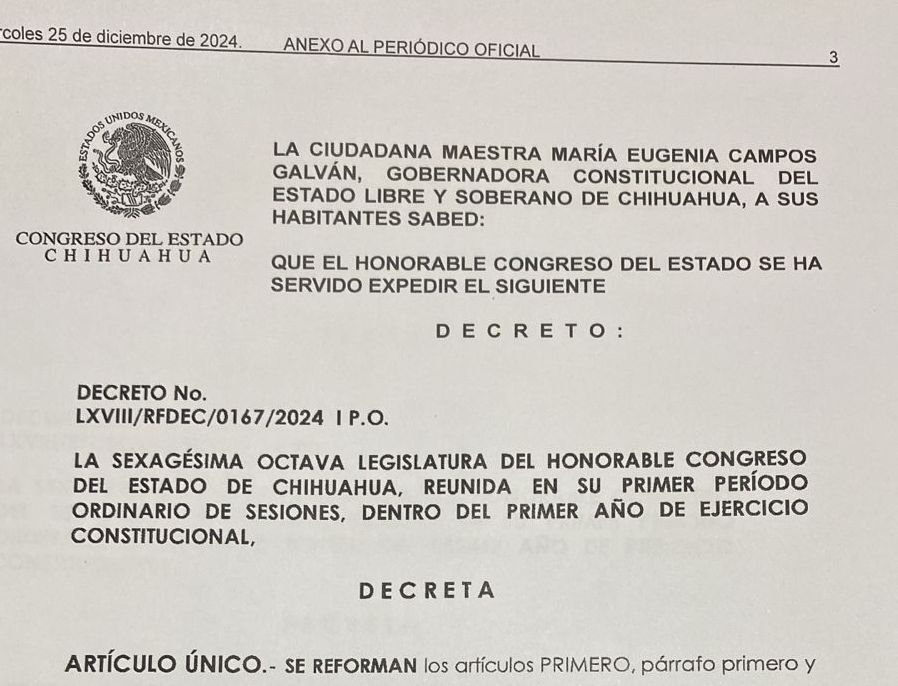 rcoles 25 de diciembre de 2024. ANEXO AL PERIÓDICO OFICIAL 3
ESTADOS UNIDOS MEXICANOS
CONGRESO DEL ESTADO
CHIHUAHUA
LA CIUDADANA MAESTRA MARÍA EUGENIA CAMPOS
GALVÁN, GOBERNADORA CONSTITUCIONAL DEL
ESTADO LIBRE Y SOBERANO DE CHIHUAHUA, A SUS
HABITANTES SABED:
QUE EL HONORABLE CONGRESO DEL ESTADO SE HA
SERVIDO EXPEDIR EL SIGUIENTE
D E C R E T O :
DECRETO No.
LXVIII/RFDEC/0167/2024 I P.O.
LA SEXAGÉSIMA OCTAVA LEGISLATURA DEL HONORABLE CONGRESO
DEL ESTADO DE CHIHUAHUA, REUNIDA EN SU PRIMER PERÍODO
ORDINARIO DE SESIONES, DENTRO DEL PRIMER AÑO DE EJERCICIO
CONSTITUCIONAL,
D E C R E T A
ARTÍCULO ÚNICO.- SE REFORMAN los artículos PRIMERO, párrafo primero y